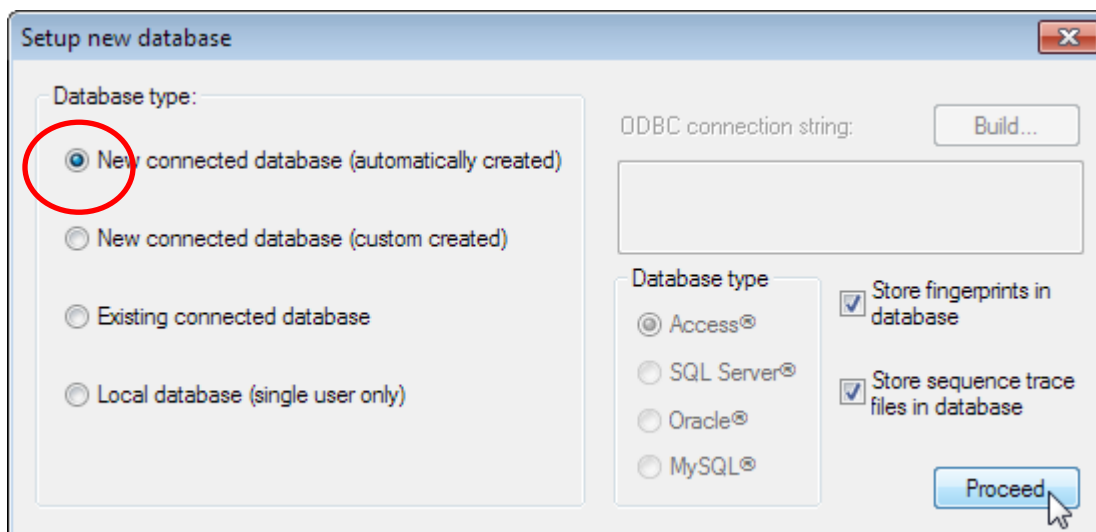 Setup new database
Database type:
New connected database (automatically created)
New connected database (custom created)
Existing connected database
Local database (single user only)
ODBC connection string:
Build...
Database type
Access®
SQL Server®
Oracle®
MySQL®
Store fingerprints in
database
Store sequence trace
files in database
Proceed